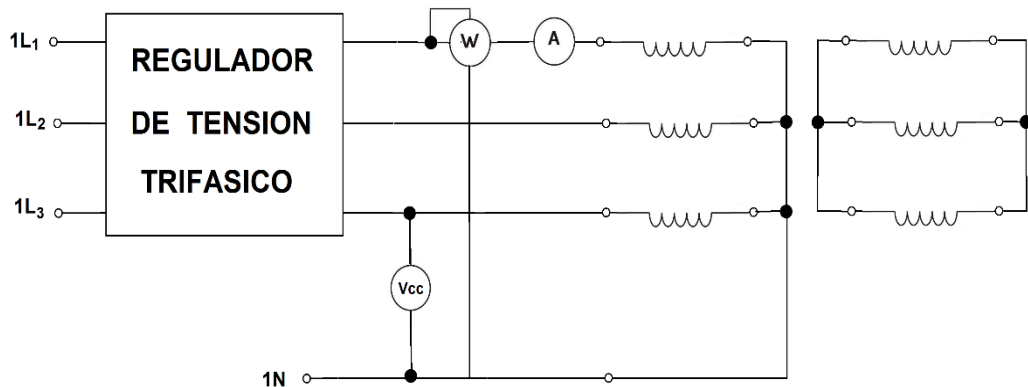 1L₁
REGULADOR
W
A
1L₂
DE TENSION
1L₃
TRIFASICO
Vcc
1N